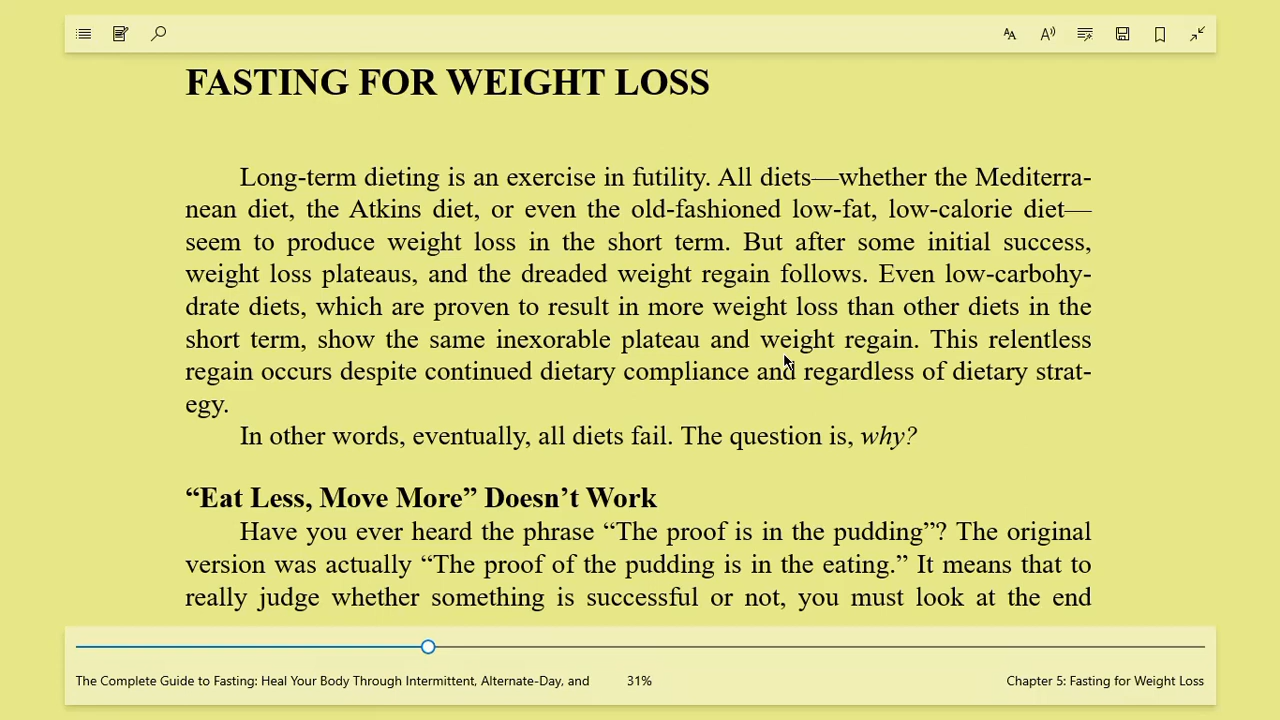 FASTING FOR WEIGHT LOSS
Long-term dieting is an exercise in futility. All diets—whether the Mediterra-
nean diet, the Atkins diet, or even the old-fashioned low-fat, low-calorie diet—
seem to produce weight loss in the short term. But after some initial success,
weight loss plateaus, and the dreaded weight regain follows. Even low-carbohy-
drate diets, which are proven to result in more weight loss than other diets in the
short term, show the same inexorable plateau and weight regain. This relentless
regain occurs despite continued dietary compliance and regardless of dietary strat-
egy.
In other words, eventually, all diets fail. The question is, why?
“Eat Less, Move More” Doesn’t Work
Have you ever heard the phrase “The proof is in the pudding”? The original
version was actually “The proof of the pudding is in the eating.” It means that to
really judge whether something is successful or not, you must look at the end
The Complete Guide to Fasting: Heal Your Body Through Intermittent, Alternate-Day, and 31% Chapter 5: Fasting for Weight Loss